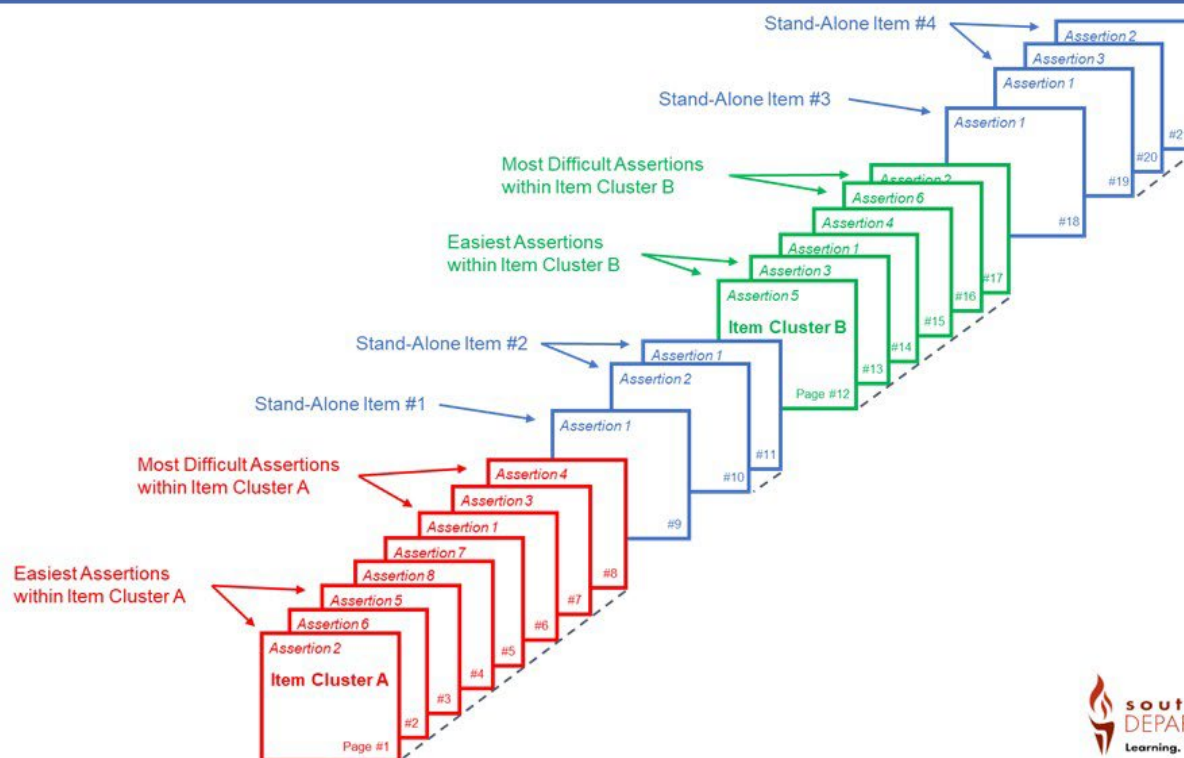 Stand-Alone Item #4
Assertion 2
Assertion 3
Assertion 1
Stand-Alone Item #3
Assertion 1
#20
#19
#18
Most Difficult Assertions
within Item Cluster B
Assertion 2
Assertion 6
Assertion 4
Easiest Assertions
within Item Cluster B
Assertion 1
Assertion 3
Assertion 5
Item Cluster B
#17
#16
#15
#14
#13
Page #12
Stand-Alone Item #2
Assertion 1
Assertion 2
Stand-Alone Item #1
Assertion 1
#11
#10
#9
Most Difficult Assertions
within Item Cluster A
Assertion 4
Assertion 3
Assertion 1
Assertion 7
Easiest Assertions
within Item Cluster A
Assertion 8
Assertion 5
Assertion 6
Assertion 2
Item Cluster A
#8
#7
#6
#5
#4
#3
#2
Page #1
Learning.